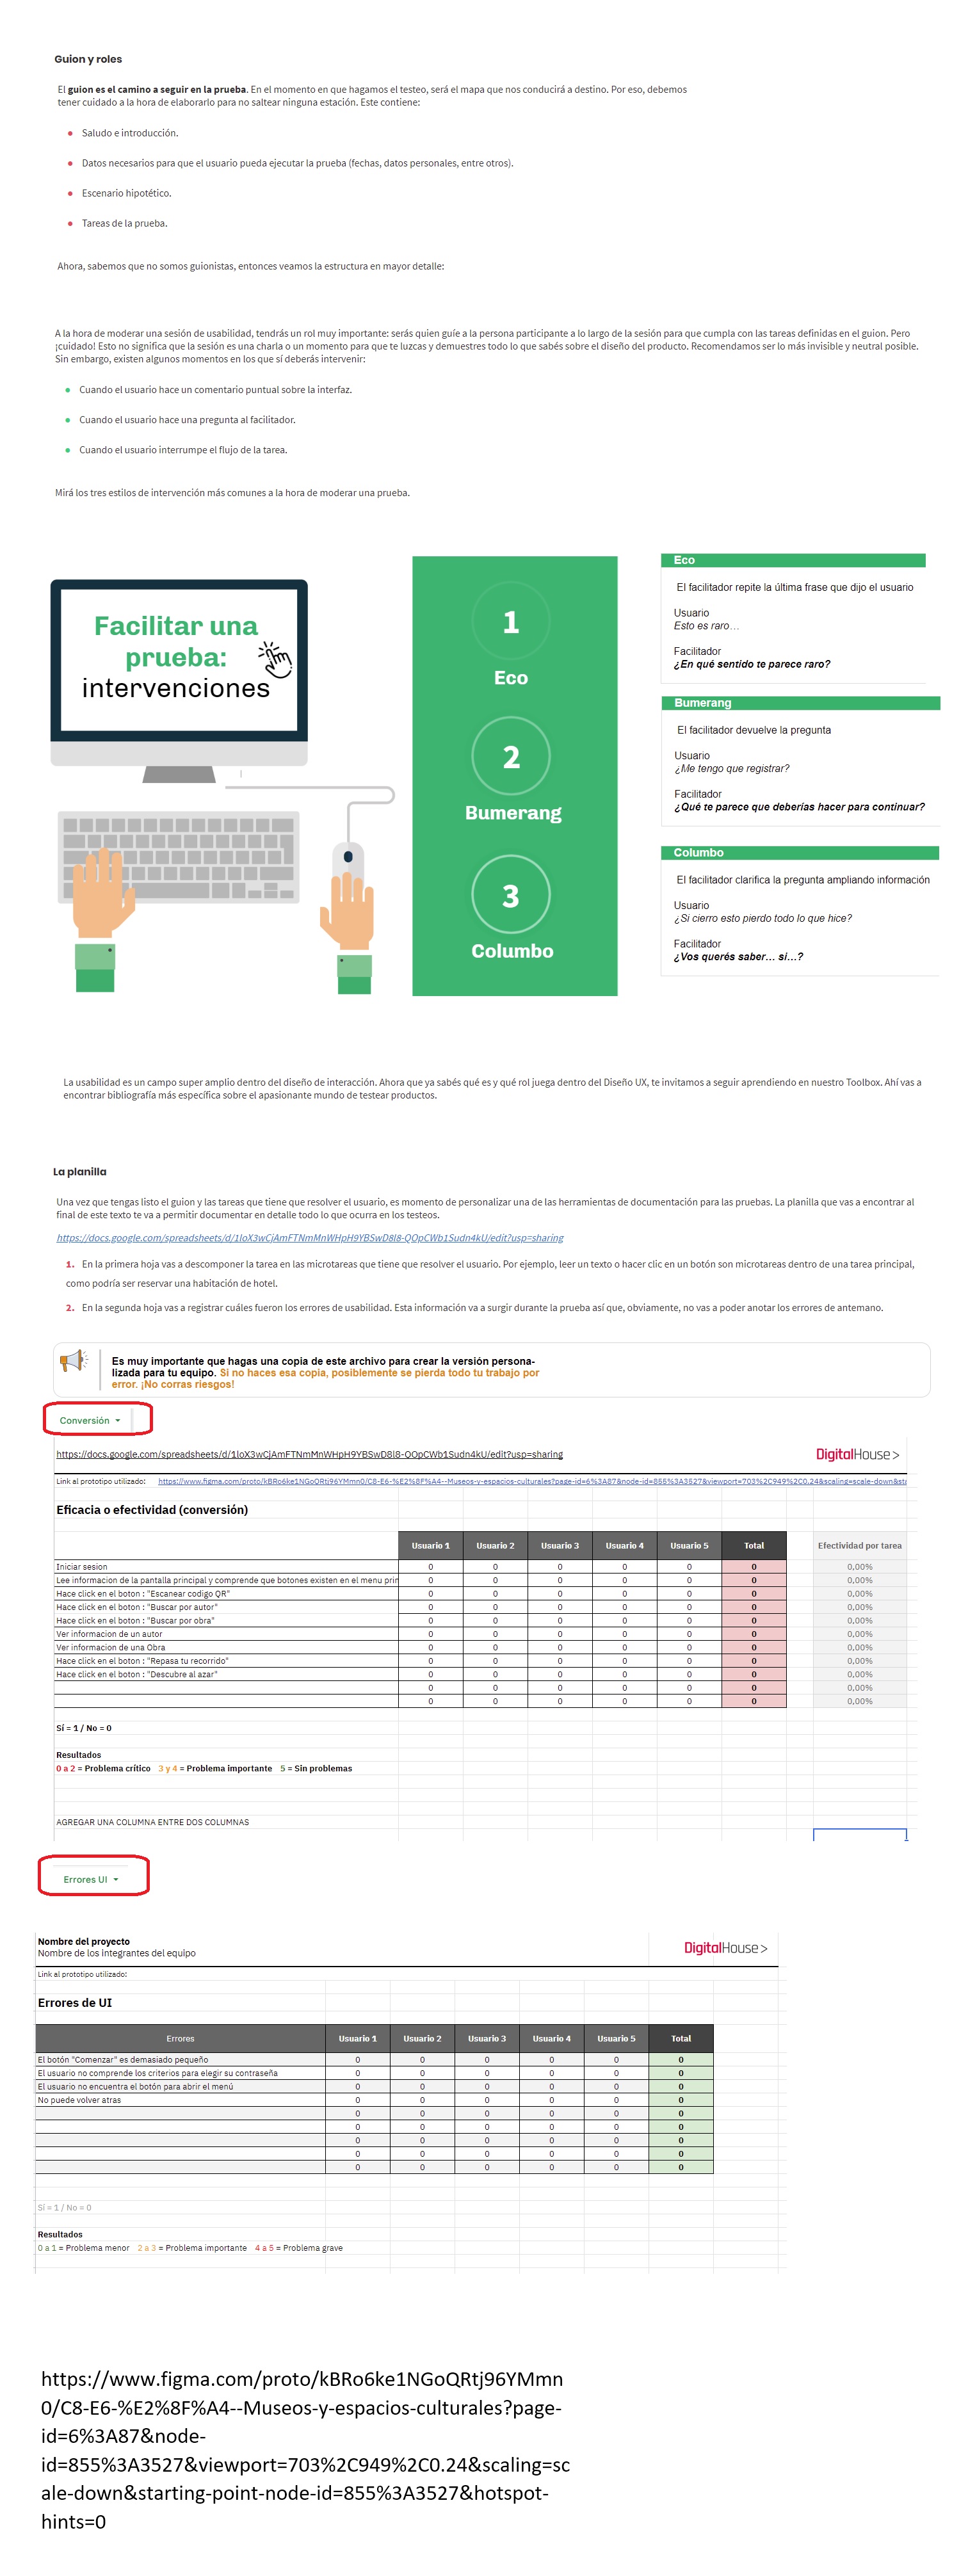 Guion y roles
El guion es el camino a seguir en la prueba. En el momento en que hagamos el testeo, será el mapa que nos conducirá a destino. Por eso, debemos
tener cuidado a la hora de elaborarlo para no saltear ninguna estación. Este contiene:
● Saludo e introducción.
● Datos necesarios para que el usuario pueda ejecutar la prueba (fechas, datos personales, entre otros).
● Escenario hipotético.
● Tareas de la prueba.
Ahora, sabemos que no somos guionistas, entonces veamos la estructura en mayor detalle:
A la hora de moderar una sesión de usabilidad, tendrás un rol muy importante: serás quien guíe a la persona participante a lo largo de la sesión para que cumpla con las tareas definidas en el guion. Pero
¡cuidado! Esto no significa que la sesión es una charla o un momento para que te luzcas y demuestres todo lo que sabés sobre el diseño del producto. Recomendamos ser lo más invisible y neutral posible.
Sin embargo, existen algunos momentos en los que sí deberás intervenir:
● Cuando el usuario hace un comentario puntual sobre la interfaz.
● Cuando el usuario hace una pregunta al facilitador.
● Cuando el usuario interrumpe el flujo de la tarea.
Mirá los tres estilos de intervención más comunes a la hora de moderar una prueba.
Facilitar una
prueba:
intervenciones
1
Eco
2
Bumerang
3
Columbo
Eco
El facilitador repite la última frase que dijo el usuario
Usuario
Esto es raro…
Facilitador
¿En qué sentido te parece raro?
Bumerang
El facilitador devuelve la pregunta
Usuario
¿Me tengo que registrar?
Facilitador
¿Qué te parece que deberías hacer para continuar?
Columbo
El facilitador clarifica la pregunta ampliando información
Usuario
¿Si cierro esto pierdo todo lo que hice?
Facilitador
¿Vos querés saber… si…?
La usabilidad es un campo super amplio dentro del diseño de interacción. Ahora que ya sabés qué es y qué rol juega dentro del Diseño UX, te invitamos a seguir aprendiendo en nuestro Toolbox. Ahí vas a
encontrar bibliografía más específica sobre el apasionante mundo de testear productos.
La planilla
Una vez que tengas listo el guion y las tareas que tiene que resolver el usuario, es momento de personalizar una de las herramientas de documentación para las pruebas. La planilla que vas a encontrar al
final de este texto te va a permitir documentar en detalle todo lo que ocurra en los testeos.
https://docs.google.com/spreadsheets/d/1loX3wCjAmFTNmMnWHpH9YBSwD8l8-QOpCWb1Sudn4kU/edit?usp=sharing
1. En la primera hoja vas a descomponer la tarea en las microtareas que tiene que resolver el usuario. Por ejemplo, leer un texto o hacer clic en un botón son microtareas dentro de una tarea principal,
como podría ser reservar una habitación de hotel.
2. En la segunda hoja vas a registrar cuáles fueron los errores de usabilidad. Esta información va a surgir durante la prueba así que, obviamente, no vas a poder anotar los errores de antemano.
Es muy importante que hagas una copia de este archivo para crear la versión persona-
lizada para tu equipo. Si no haces esa copia, posiblemente se pierda todo tu trabajo por
error. ¡No corras riesgos!
Conversión
https://docs.google.com/spreadsheets/d/1loX3wCjAmFTNmMnWHpH9YBSwD8l8-QOpCWb1Sudn4kU/edit?usp=sharing
DigitalHouse>
Link al prototipo utilizado: https://www.figma.com/proto/kBRo6ke1NGoQRtj96YMmn0/C8-E6-%E2%8F%A4--Museos-y-espacios-culturales?page-id=6%3A87&node-id=855%3A3527&viewport=703%2C949%2C0.24&scaling=scale-down&sta
Eficacia o efectividad (conversión)
Usuario 1 Usuario 2 Usuario 3 Usuario 4 Usuario 5 Total Efectividad por tarea
Iniciar sesion 0 0 0 0 0 0 0,00%
Lee informacion de la pantalla principal y comprende que botones existen en el menu prin 0 0 0 0 0 0 0,00%
Hace click en el boton : "Escanear codigo QR" 0 0 0 0 0 0 0,00%
Hace click en el boton : "Buscar por autor" 0 0 0 0 0 0 0,00%
Hace click en el boton : "Buscar por obra" 0 0 0 0 0 0 0,00%
Ver informacion de un autor 0 0 0 0 0 0 0,00%
Ver informacion de una Obra 0 0 0 0 0 0 0,00%
Hace click en el boton : "Repasa tu recorrido" 0 0 0 0 0 0 0,00%
Hace click en el boton : "Descubre al azar" 0 0 0 0 0 0 0,00%
0 0 0 0 0 0 0,00%
0 0 0 0 0 0 0,00%
Sí = 1 / No = 0
Resultados
0 a 2 = Problema crítico 3 y 4 = Problema importante 5 = Sin problemas
AGREGAR UNA COLUMNA ENTRE DOS COLUMNAS
Errores UI
Nombre del proyecto
Nombre de los integrantes del equipo
DigitalHouse>
Link al prototipo utilizado:
Errores de UI
Errores Usuario 1 Usuario 2 Usuario 3 Usuario 4 Usuario 5 Total
El botón "Comenzar" es demasiado pequeño 0 0 0 0 0 0
El usuario no comprende los criterios para elegir su contraseña 0 0 0 0 0 0
El usuario no encuentra el botón para abrir el menú 0 0 0 0 0 0
No puede volver atras 0 0 0 0 0 0
0 0 0 0 0 0
0 0 0 0 0 0
0 0 0 0 0 0
0 0 0 0 0 0
0 0 0 0 0 0
Sí = 1 / No = 0
Resultados
0 a 1 = Problema menor 2 a 3 = Problema importante 4 a 5 = Problema grave
https://www.figma.com/proto/kBRo6ke1NGoQRtj96YMmn
0/C8-E6-%E2%8F%A4--Museos-y-espacios-culturales?page-
id=6%3A87&node-
id=855%3A3527&viewport=703%2C949%2C0.24&scaling=sc
ale-down&starting-point-node-id=855%3A3527&hotspot-
hints=0